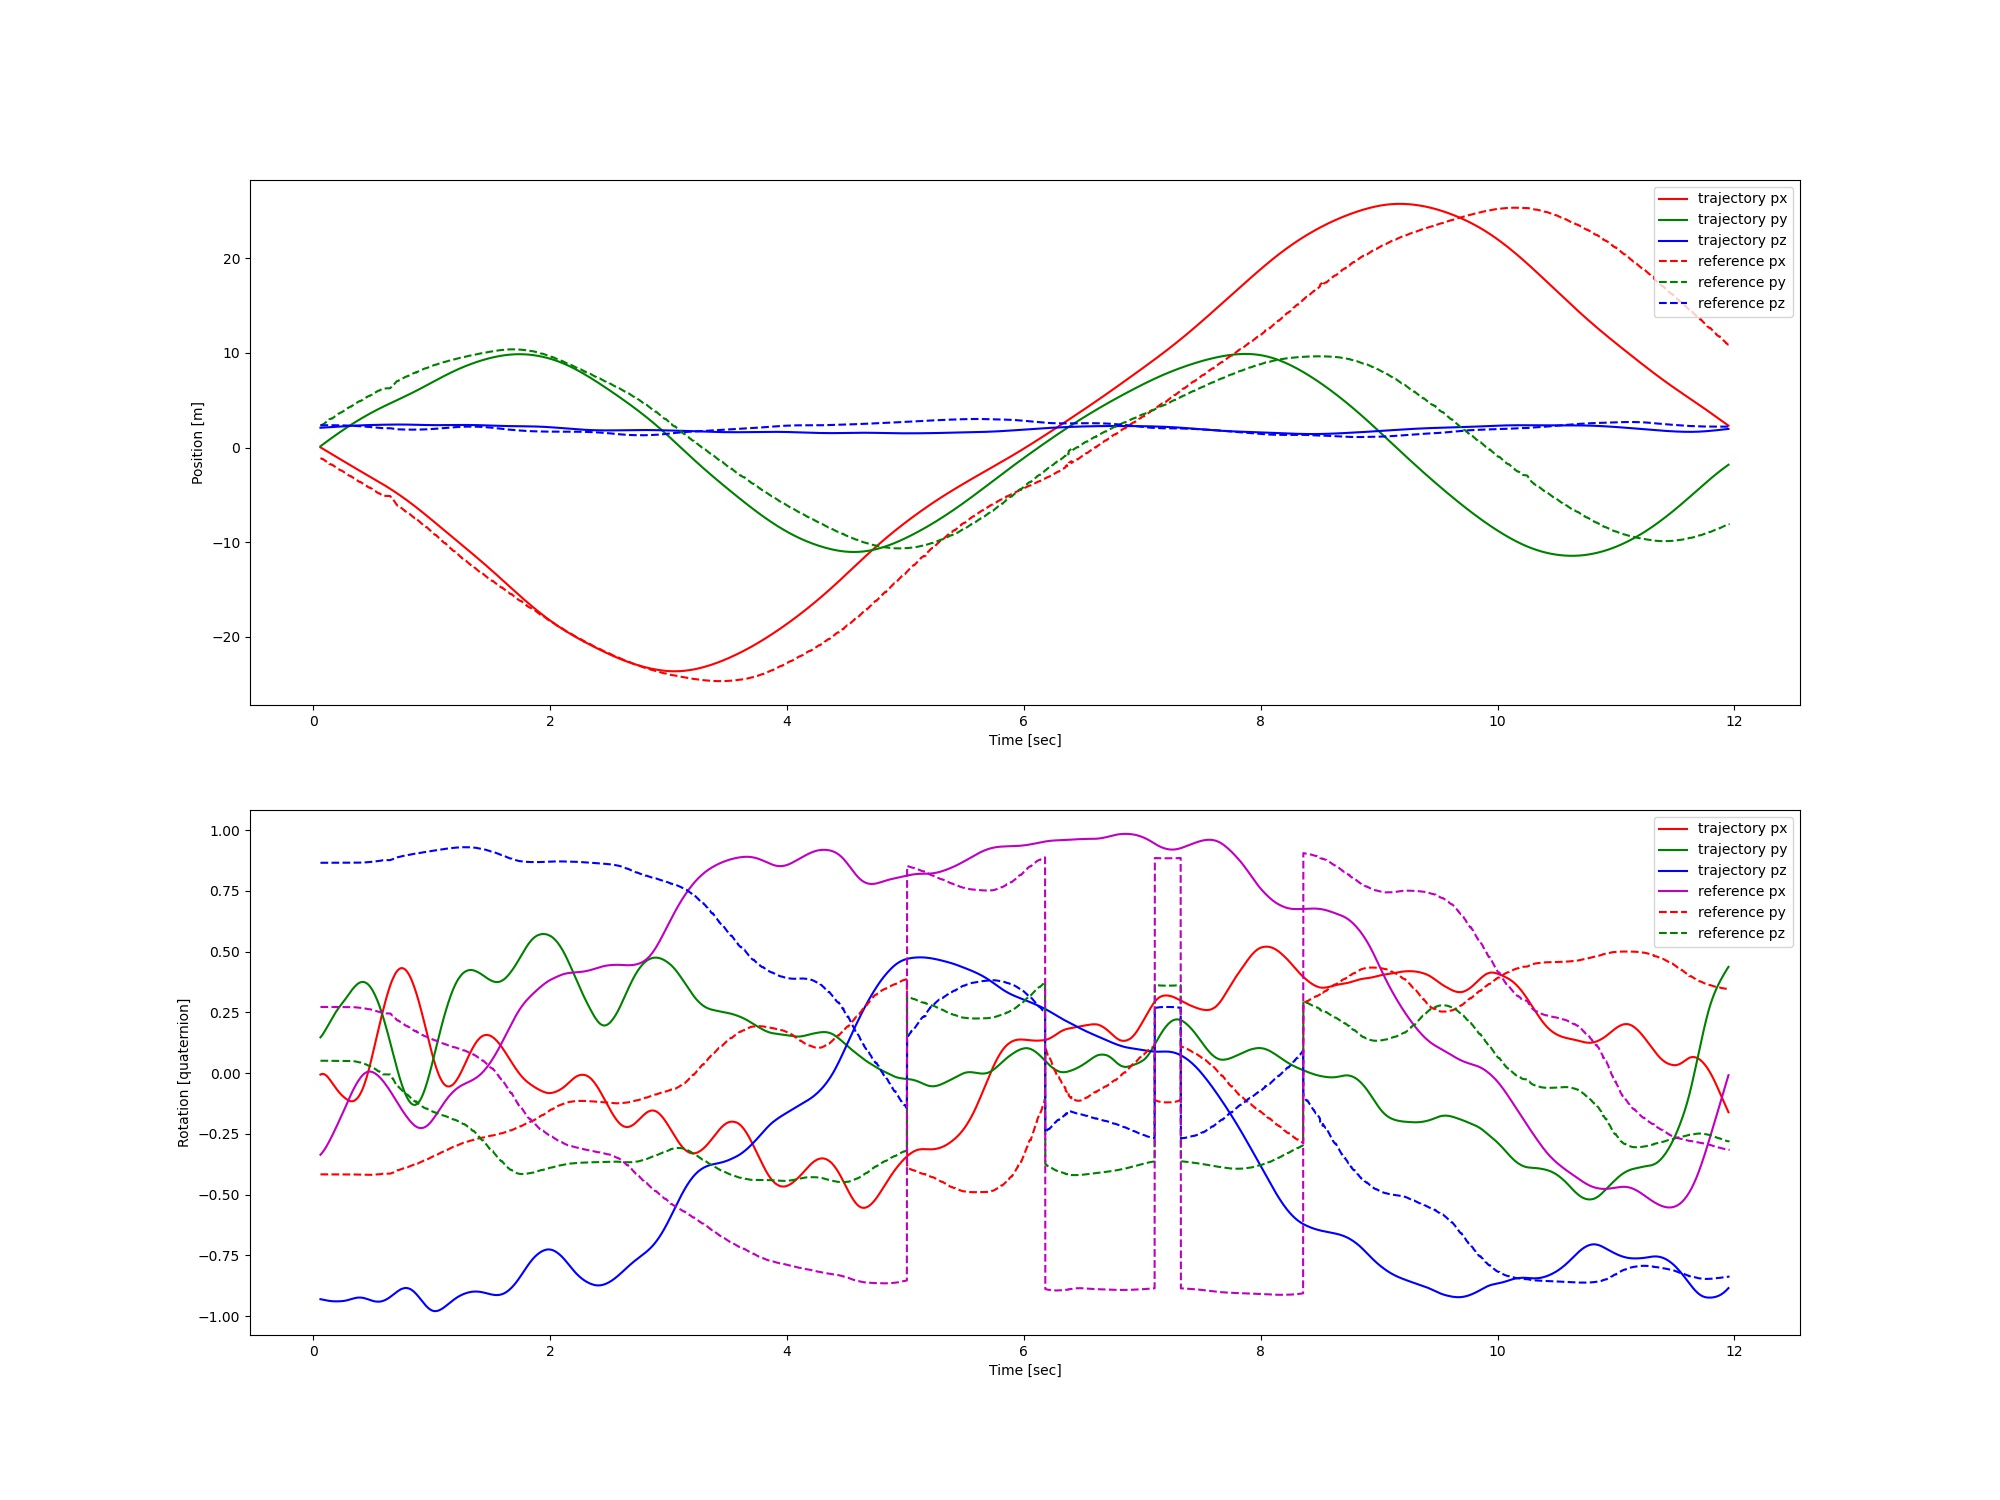 20
10
0
−10
−20
Position [m]
0 2 4 6 8 10 12
Time [sec]
trajectory px
trajectory py
trajectory pz
reference px
reference py
reference pz
1.00
0.75
0.50
0.25
0.00
−0.25
−0.50
−0.75
−1.00
Rotation [quaternion]
0 2 4 6 8 10 12
Time [sec]
trajectory px
trajectory py
trajectory pz
reference px
reference py
reference pz